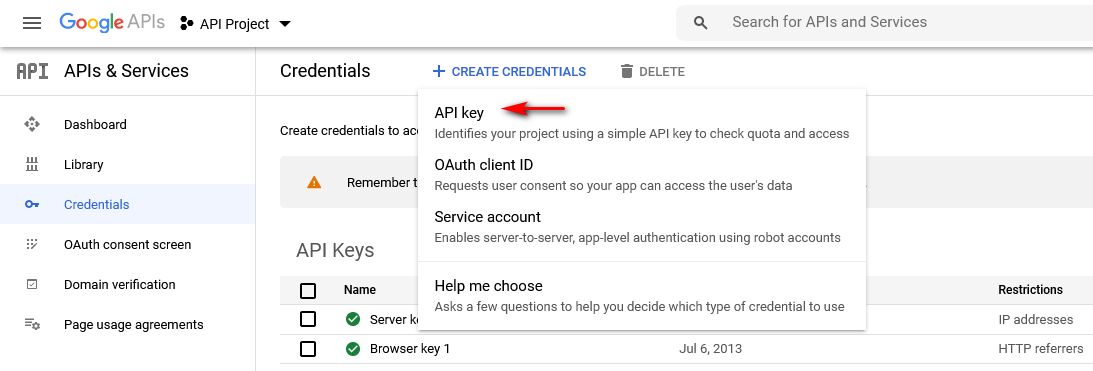 Google APIs
API Project
Search for APIs and Services
API
APIs & Services
Credentials
CREATE CREDENTIALS
DELETE
Dashboard
Library
Credentials
OAuth consent screen
Domain verification
Page usage agreements
Create credentials to acc
Remember t
API key
Identifies your project using a simple API key to check quota and access
OAuth client ID
Requests user consent so your app can access the user's data
Service account
Enables server-to-server, app-level authentication using robot accounts
Help me choose
Asks a few questions to help you decide which type of credential to use
API Keys
Name
Restrictions
Server ke
IP addresses
Browser key 1
Jul 6, 2013
HTTP referrers